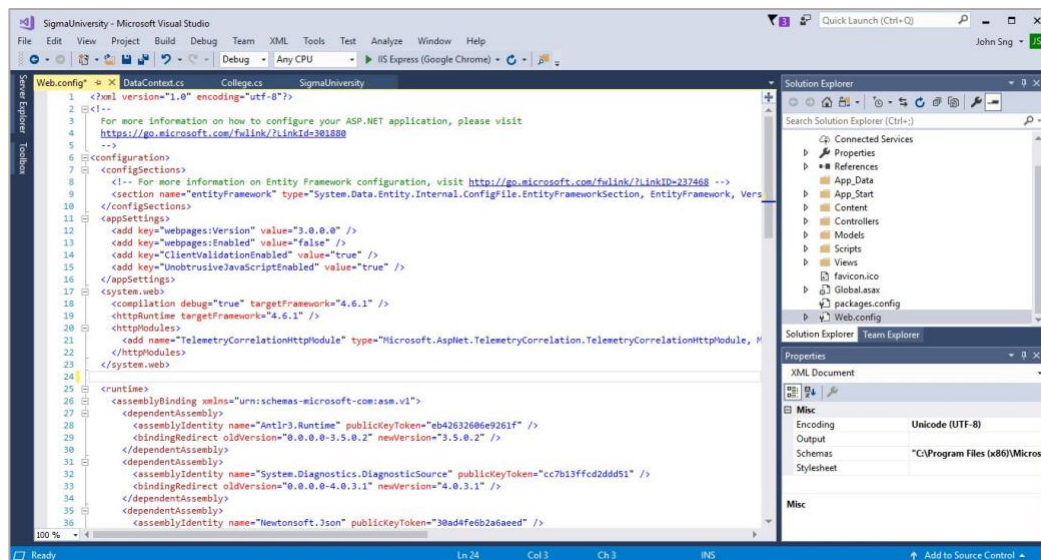 SigmaUniversity - Microsoft Visual Studio
Quick Launch (Ctrl+Q)
File Edit View Project Build Debug Team XML Tools Test Analyze Window Help
John Sng JS
Debug Any CPU IIS Express (Google Chrome)
Server Explorer
Toolbox
Web.config* DataContext.cs College.cs SigmaUniversity
1 <?xml version="1.0" encoding="utf-8"?>
2 <!--
3 For more information on how to configure your ASP.NET application, please visit
4 https://go.microsoft.com/fwlink/?LinkId=301880
5 -->
6 <configuration>
7 <configSections>
8 <!-- For more information on Entity Framework configuration, visit http://go.microsoft.com/fwlink/?LinkID=237468 -->
9 <section name="entityFramework" type="System.Data.Entity.Internal.ConfigFile.EntityFrameworkSection, EntityFramework, Vers
10 </configSections>
11 <appSettings>
12 <add key="webpages:Version" value="3.0.0.0" />
13 <add key="webpages:Enabled" value="false" />
14 <add key="ClientValidationEnabled" value="true" />
15 <add key="UnobtrusiveJavaScriptEnabled" value="true" />
16 </appSettings>
17 <system.web>
18 <compilation debug="true" targetFramework="4.6.1" />
19 <httpRuntime targetFramework="4.6.1" />
20 <httpModules>
21 <add name="TelemetryCorrelationHttpModule" type="Microsoft.AspNet.TelemetryCorrelation.TelemetryCorrelationHttpModule, M
22 </httpModules>
23 </system.web>
24
25 <runtime>
26 <assemblyBinding xmlns="urn:schemas-microsoft-com:asm.v1">
27 <dependentAssembly>
28 <assemblyIdentity name="Antlr3.Runtime" publicKeyToken="eb42632606e9261f" />
29 <bindingRedirect oldVersion="0.0.0.0-3.5.0.2" newVersion="3.5.0.2" />
30 </dependentAssembly>
31 <dependentAssembly>
32 <assemblyIdentity name="System.Diagnostics.DiagnosticSource" publicKeyToken="cc7b13ffcd2ddd51" />
33 <bindingRedirect oldVersion="0.0.0.0-4.0.3.1" newVersion="4.0.3.1" />
34 </dependentAssembly>
35 <dependentAssembly>
36 <assemblyIdentity name="Newtonsoft.Json" publicKeyToken="30ad4fe6b2a6aeed" />
100 %
Solution Explorer
Search Solution Explorer (Ctrl+;)
Connected Services
Properties
References
App_Data
App_Start
Content
Controllers
Models
Scripts
Views
favicon.ico
Global.asax
packages.config
Web.config
Solution Explorer Team Explorer
Properties
XML Document
Misc
Encoding Unicode (UTF-8)
Output
Schemas "C:\Program Files (x86)\Micros
Stylesheet
Misc
Ready Ln 24 Col 3 Ch 3 INS Add to Source Control